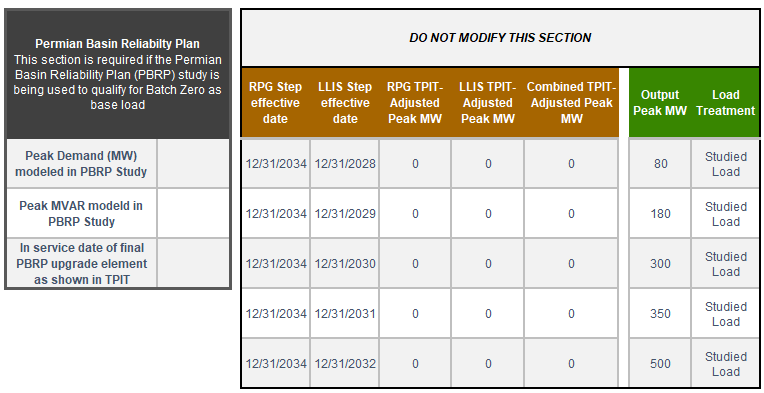 Permian Basin Reliabilty Plan
This section is required if the Permian
Basin Reliability Plan (PBRP) study is
being used to qualify for Batch Zero as
base load
Peak Demand (MW)
modeled in PBRP Study
Peak MVAR modeld in
PBRP Study
In service date of final
PBRP upgrade element
as shown in TPIT
DO NOT MODIFY THIS SECTION
RPG Step effective date LLIS Step effective date RPG TPIT-Adjusted Peak MW LLIS TPIT-Adjusted Peak MW Combined TPIT-Adjusted Peak MW Output Peak MW Load Treatment
12/31/2034 12/31/2028 0 0 0 80 Studied Load
12/31/2034 12/31/2029 0 0 0 180 Studied Load
12/31/2034 12/31/2030 0 0 0 300 Studied Load
12/31/2034 12/31/2031 0 0 0 350 Studied Load
12/31/2034 12/31/2032 0 0 0 500 Studied Load